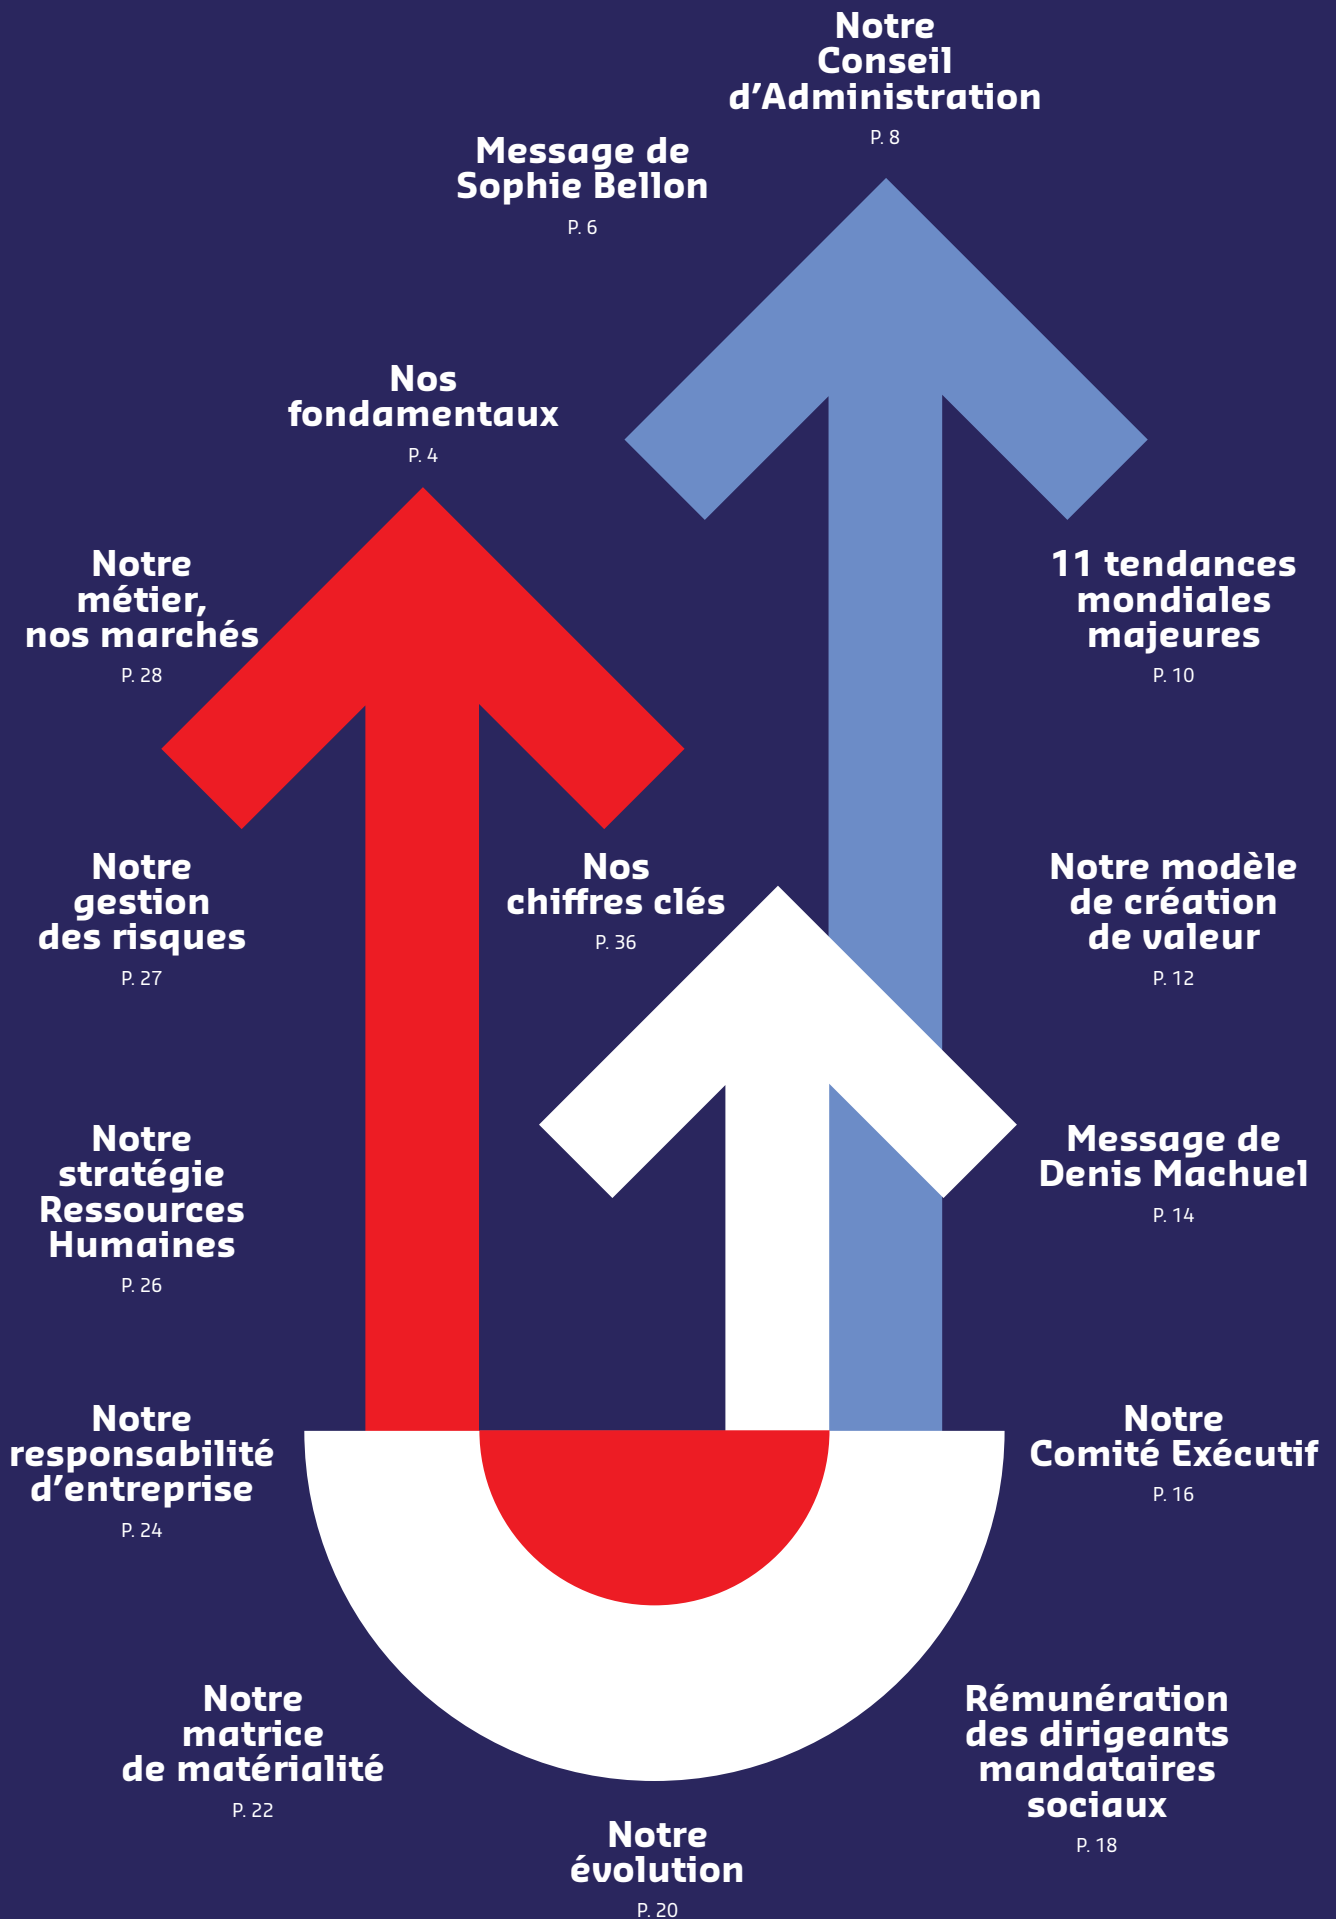 Notre
Conseil
d’Administration
P. 8
Message de
Sophie Bellon
P. 6
Nos
fondamentaux
P. 4
Notre
métier,
nos marchés
P. 28
11 tendances
mondiales
majeures
P. 10
Notre
gestion
des risques
P. 27
Nos
chiffres clés
P. 36
Notre modèle
de création
de valeur
P. 12
Notre
stratégie
Ressources
Humaines
P. 26
Message de
Denis Machuel
P. 14
Notre
responsabilité
d’entreprise
P. 24
Notre
Comité Exécutif
P. 16
Notre
matrice
de matérialité
P. 22
Rémunération
des dirigeants
mandataires
sociaux
P. 18
Notre
évolution
P. 20